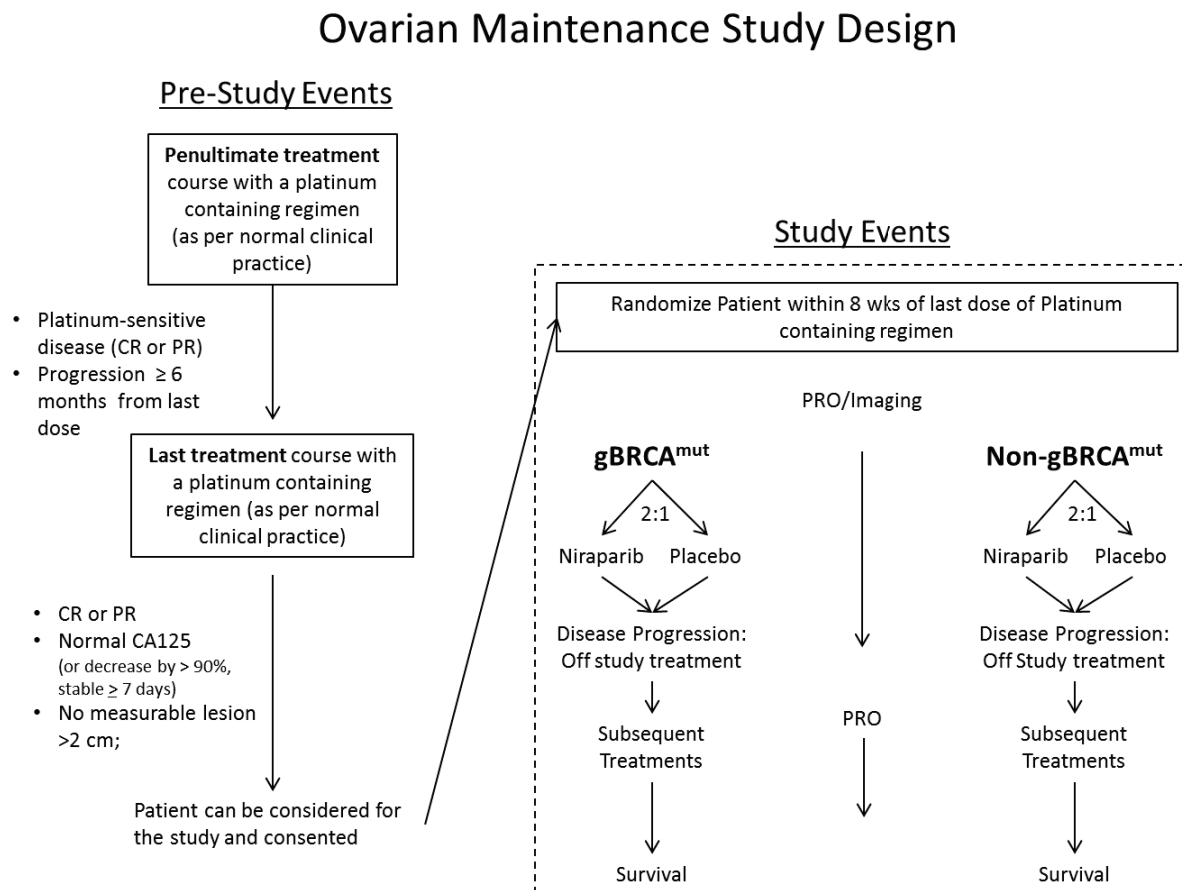 Ovarian Maintenance Study Design
Pre-Study Events
Penultimate treatment
course with a platinum
containing regimen
(as per normal clinical
practice)
• Platinum-sensitive
disease (CR or PR)
• Progression ≥ 6
months from last
dose
Last treatment course with
a platinum containing
regimen (as per normal
clinical practice)
• CR or PR
• Normal CA125
(or decrease by > 90%,
stable ≥ 7 days)
• No measurable lesion
>2 cm;
Patient can be considered for
the study and consented
Study Events
Randomize Patient within 8 wks of last dose of Platinum
containing regimen
PRO/Imaging
gBRCAmut
2:1
Niraparib Placebo
Disease Progression:
Off study treatment
Subsequent
Treatments
Survival
PRO
Non-gBRCAmut
2:1
Niraparib Placebo
Disease Progression:
Off Study treatment
Subsequent
Treatments
Survival